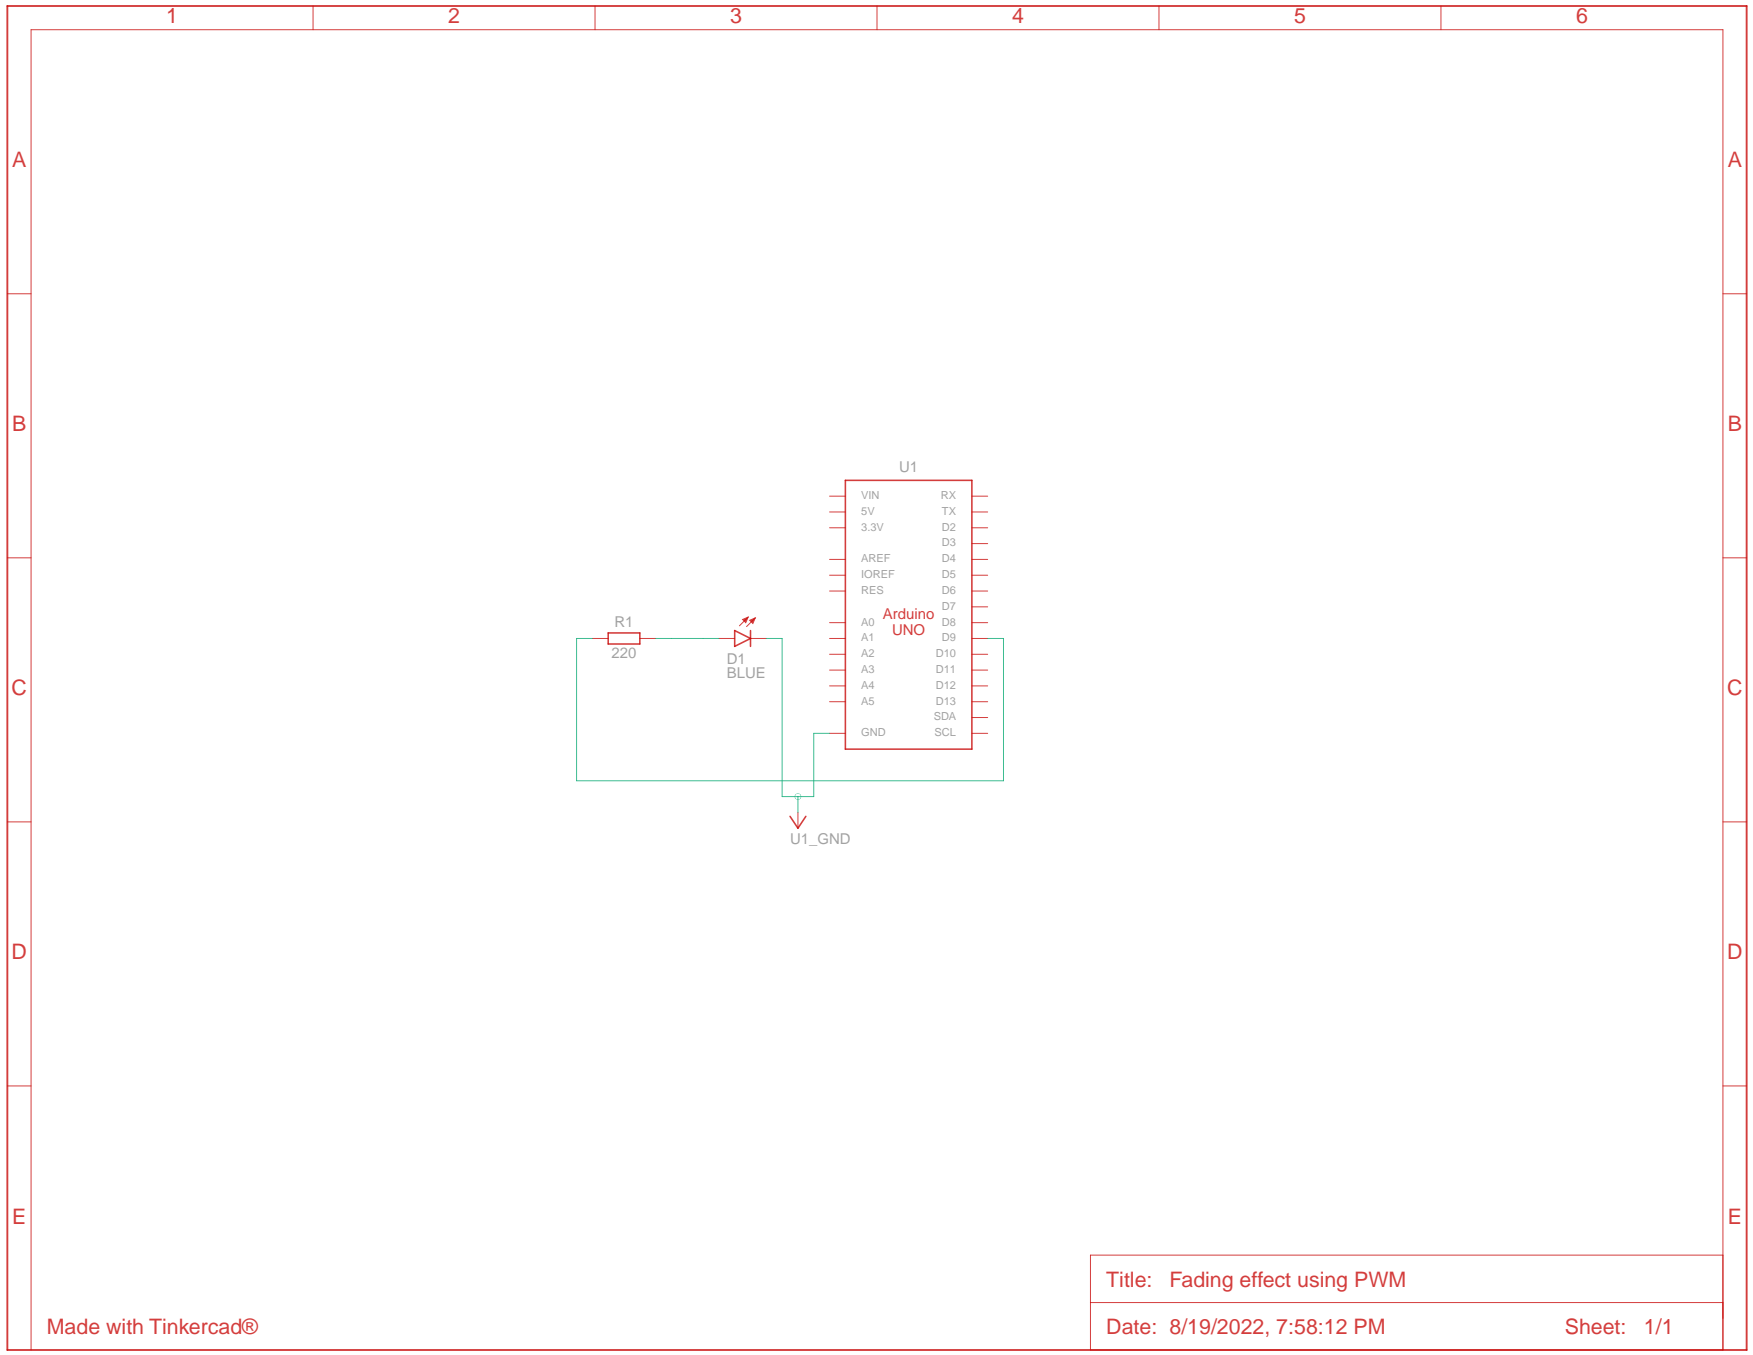 1 2 3 4 5 6
A A
B B
U1
VIN RX
5V TX
3.3V D2
D3
AREF D4
IOREF D5
RES D6
D7
Arduino
A0 D8
UNO
A1 D9
A2 D10
A3 D11
A4 D12
A5 D13
SDA
GND SCL
R1
220
D1
BLUE
C C
U1_GND
D D
E E
Title: Fading effect using PWM
Made with Tinkercad®
Date: 8/19/2022, 7:58:12 PM Sheet: 1/1